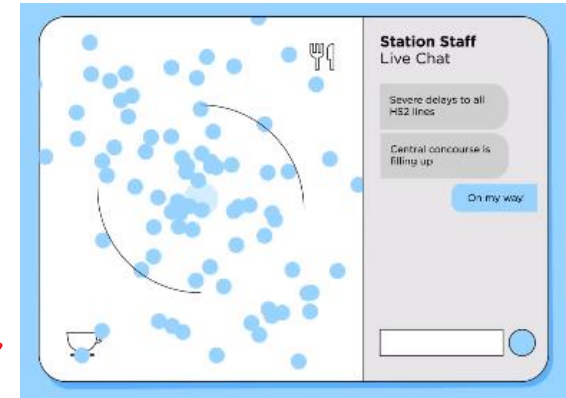 Station Staff
Live Chat
Severe delays to all
HS2 lines
Central concourse is
filling up
On my way